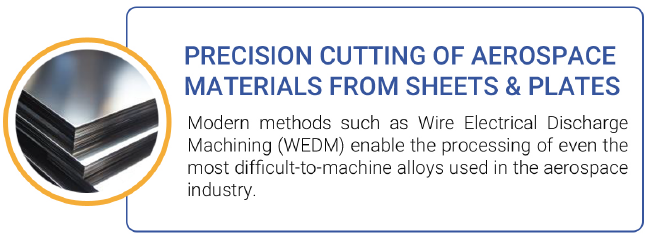 PRECISION CUTTING OF AEROSPACE
MATERIALS FROM SHEETS & PLATES
Modern methods such as Wire Electrical Discharge
Machining (WEDM) enable the processing of even the
most difficult-to-machine alloys used in the aerospace
industry.